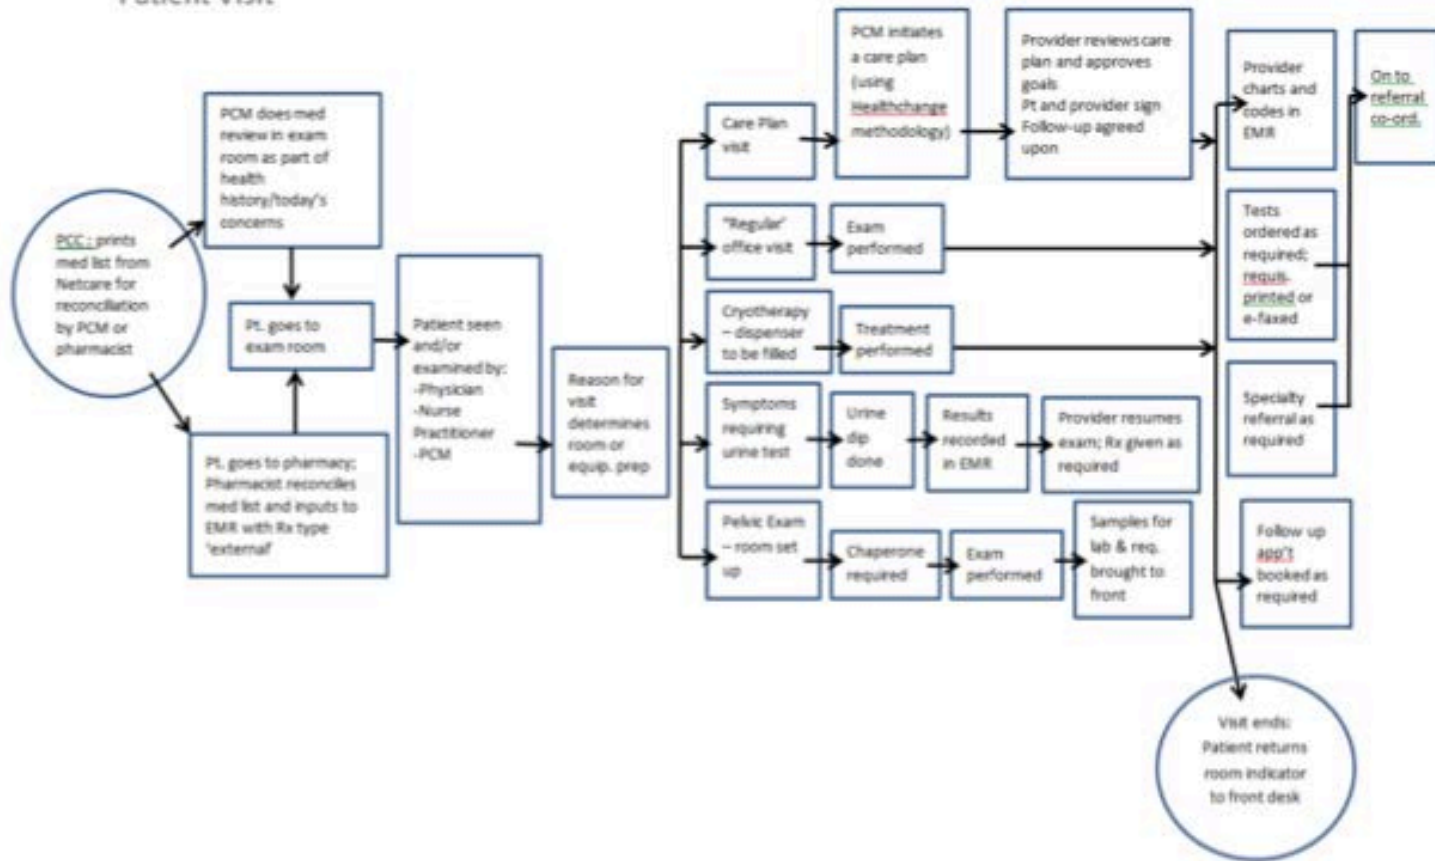 Patient Visit
PCC : prints
med list from
Netcare for
reconciliation
by PCM or
pharmacist
PCM does med
review in exam
room as part of
health
history/today's
concerns
Pt. goes to
exam room
Pt. goes to pharmacy;
Pharmacist reconciles
med list and inputs to
EMR with Rx type
'external'
Patient seen
and/or
examined by:
-Physician
-Nurse
Practitioner
-PCM
Reason for
visit
determines
room or
equip. prep
Care Plan
visit
PCM initiates
a care plan
(using
Healthchange
methodology)
Provider reviews care
plan and approves
goals
Pt and provider sign
Follow-up agreed
upon
"Regular'
office visit
Exam
performed
Cryotherapy
– dispenser
to be filled
Treatment
performed
Symptoms
requiring
urine test
Urine
dip
done
Results
recorded
in EMR
Provider resumes
exam; Rx given as
required
Pelvic Exam
– room set
up
Chaperone
required
Exam
performed
Samples for
lab & req.
brought to
front
Provider
charts and
codes in
EMR
On to
referral
co-ord.
Tests
ordered as
required;
requis.
printed or
e-faxed
Specialty
referral as
required
Follow up
app't
booked as
required
Visit ends:
Patient returns
room indicator
to front desk